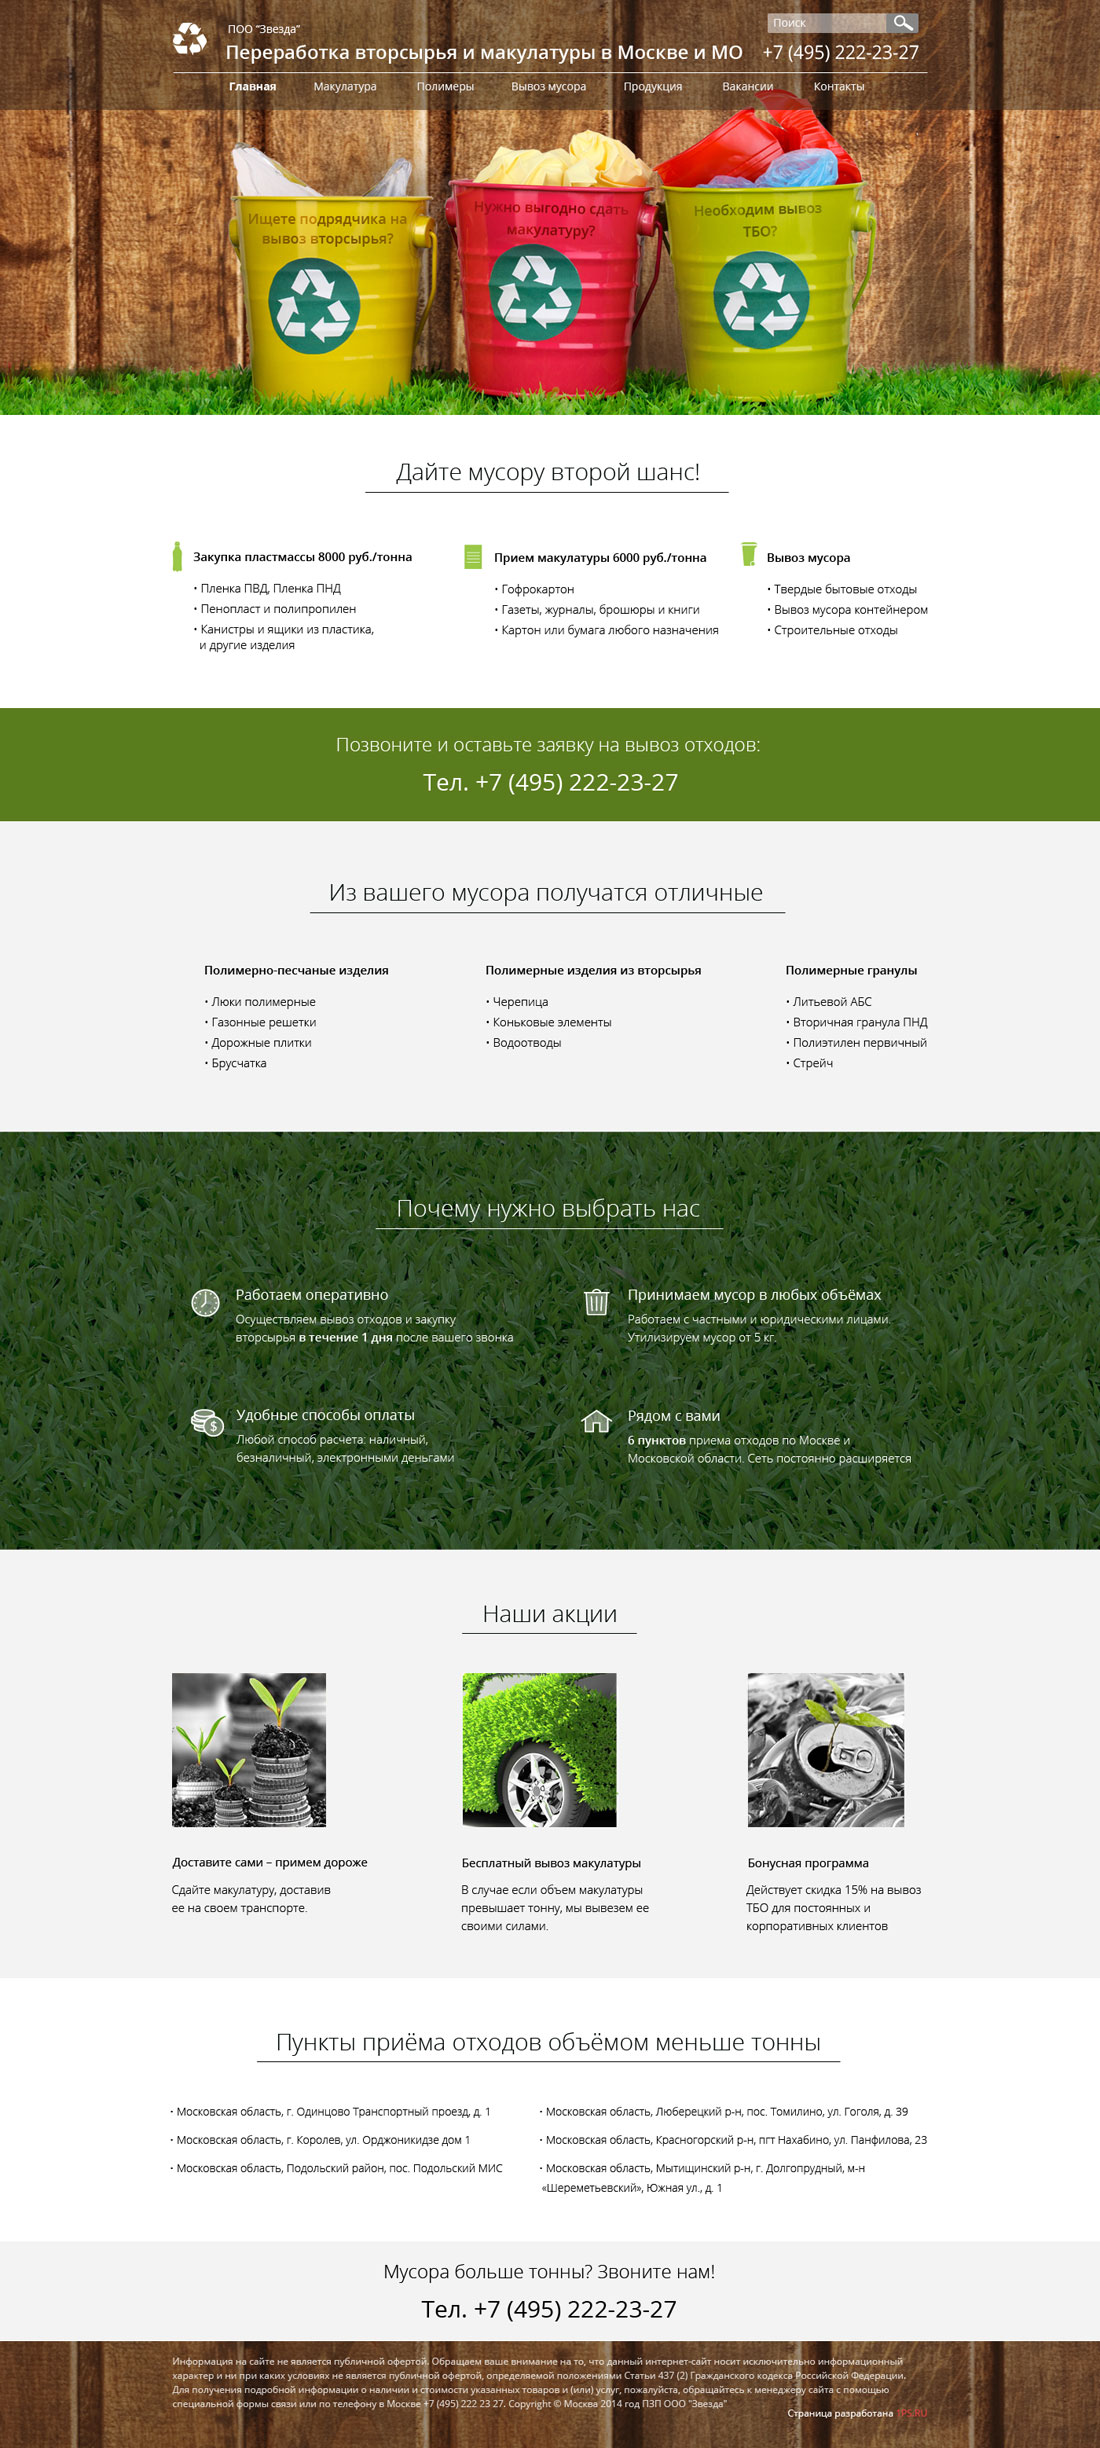 ПОО “Звезда”
Поиск
Переработка вторсырья и макулатуры в Москве и МО
+7 (495) 222-23-27
Главная Макулатура Полимеры Вывоз мусора Продукция Вакансии Контакты
Ищете подрядчика на
вывоз вторсырья?
Нужно выгодно сдать
макулатуру?
Необходим вывоз
ТБО?
Дайте мусору второй шанс!
Закупка пластмассы 8000 руб./тонна
• Пленка ПВД, Пленка ПНД
• Пенопласт и полипропилен
• Канистры и ящики из пластика,
и другие изделия
Прием макулатуры 6000 руб./тонна
• Гофрокартон
• Газеты, журналы, брошюры и книги
• Картон или бумага любого назначения
Вывоз мусора
• Твердые бытовые отходы
• Вывоз мусора контейнером
• Строительные отходы
Позвоните и оставьте заявку на вывоз отходов:
Тел. +7 (495) 222-23-27
Из вашего мусора получатся отличные
Полимерно-песчаные изделия
• Люки полимерные
• Газонные решетки
• Дорожные плитки
• Брусчатка
Полимерные изделия из вторсырья
• Черепица
• Коньковые элементы
• Водоотводы
Полимерные гранулы
• Литьевой АБС
• Вторичная гранула ПНД
• Полиэтилен первичный
• Стрейч
Почему нужно выбрать нас
Работаем оперативно
Осуществляем вывоз отходов и закупку
вторсырья в течение 1 дня после вашего звонка
Принимаем мусор в любых объёмах
Работаем с частными и юридическими лицами.
Утилизируем мусор от 5 кг.
Удобные способы оплаты
Любой способ расчета: наличный,
безналичный, электронными деньгами
Рядом с вами
6 пунктов приема отходов по Москве и
Московской области. Сеть постоянно расширяется
Наши акции
Доставите сами – примем дороже
Сдайте макулатуру, доставив
ее на своем транспорте.
Бесплатный вывоз макулатуры
В случае если объем макулатуры
превышает тонну, мы вывезем ее
своими силами.
Бонусная программа
Действует скидка 15% на вывоз
ТБО для постоянных и
корпоративных клиентов
Пункты приёма отходов объёмом меньше тонны
• Московская область, г. Одинцово Транспортный проезд, д. 1
• Московская область, г. Королев, ул. Орджоникидзе дом 1
• Московская область, Подольский район, пос. Подольский МИС
• Московская область, Люберецкий р-н, пос. Томилино, ул. Гоголя, д. 39
• Московская область, Красногорский р-н, пгт Нахабино, ул. Панфилова, 23
• Московская область, Мытищинский р-н, г. Долгопрудный, м-н
«Шереметьевский», Южная ул., д. 1
Мусора больше тонны? Звоните нам!
Тел. +7 (495) 222-23-27
Информация на сайте не является публичной офертой. Обращаем ваше внимание на то, что данный интернет-сайт носит исключительно информационный
характер и ни при каких условиях не является публичной офертой, определяемой положениями Статьи 437 (2) Гражданского кодекса Российской Федерации.
Для получения подробной информации о наличии и стоимости указанных товаров и (или) услуг, пожалуйста, обращайтесь к менеджеру сайта с помощью
специальной формы связи или по телефону в Москве +7 (495) 222 23 27. Copyright © Москва 2014 год ПЗП ООО "Звезда"
Страница разработана 1PS.RU